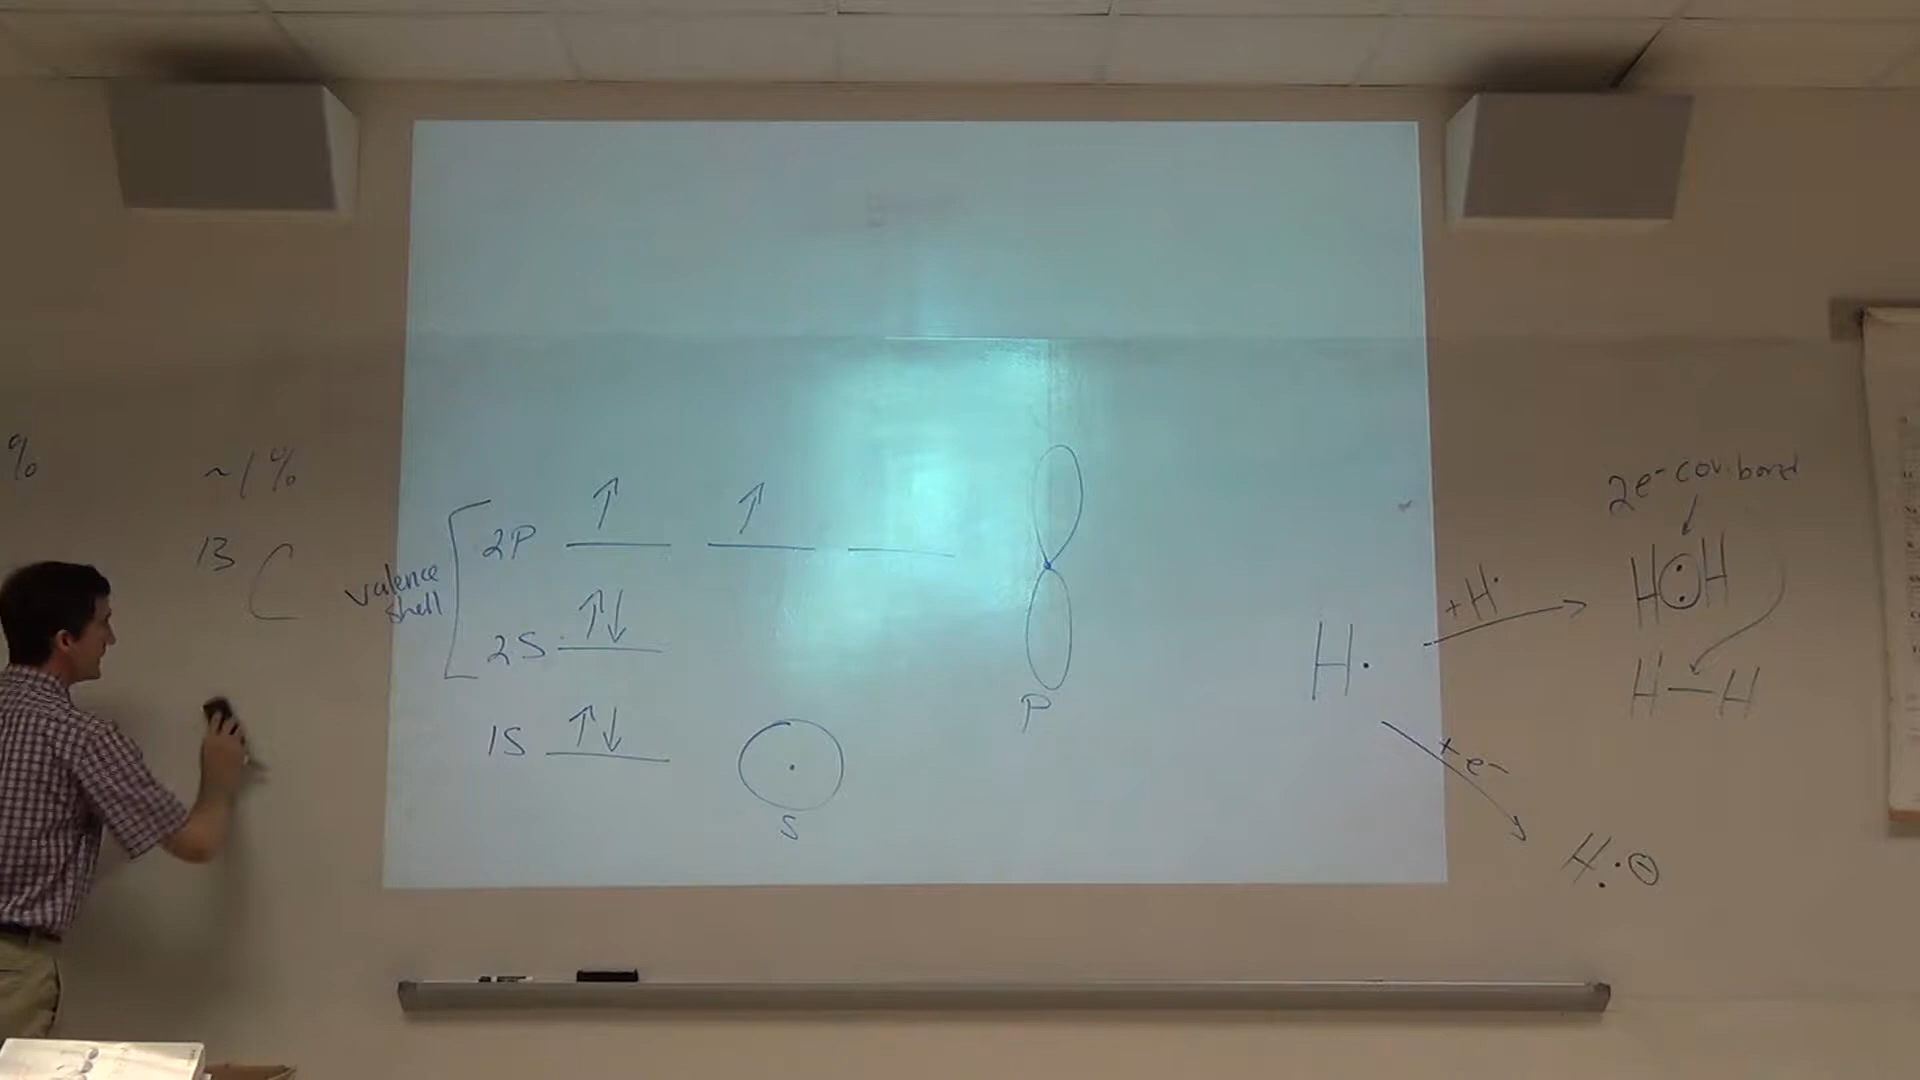 %
~1%
13 C
valence
shell
2P ↑ ↑
2S ↑↓
1S ↑↓
S
P
H·
+H·
+ e-
2e- cov. bond
H:H
H—H
H: ⊖